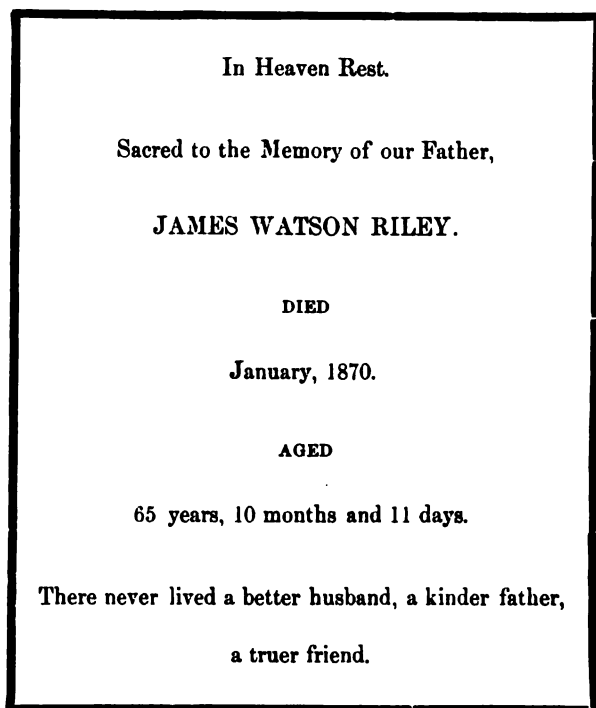 In Heaven Rest.
Sacred to the Memory of our Father,
JAMES WATSON RILEY.
DIED
January, 1870.
AGED
65 years, 10 months and 11 days.
There never lived a better husband, a kinder father,
a truer friend.